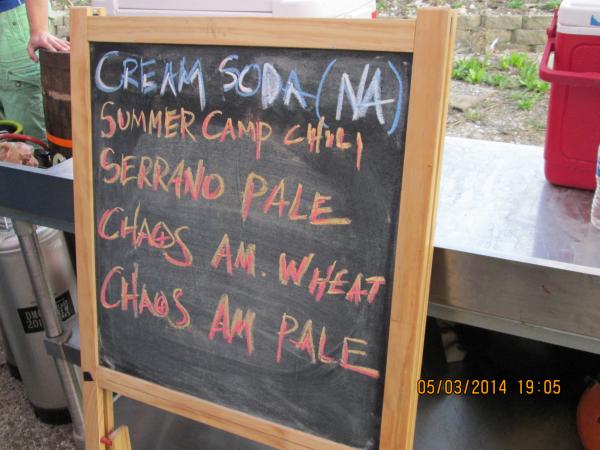 CREAM SODA (NA)
SUMMER CAMP CHILI
SERRANO PALE
CHAOS AM. WHEAT
CHAOS AM PALE
05/03/2014 19:05